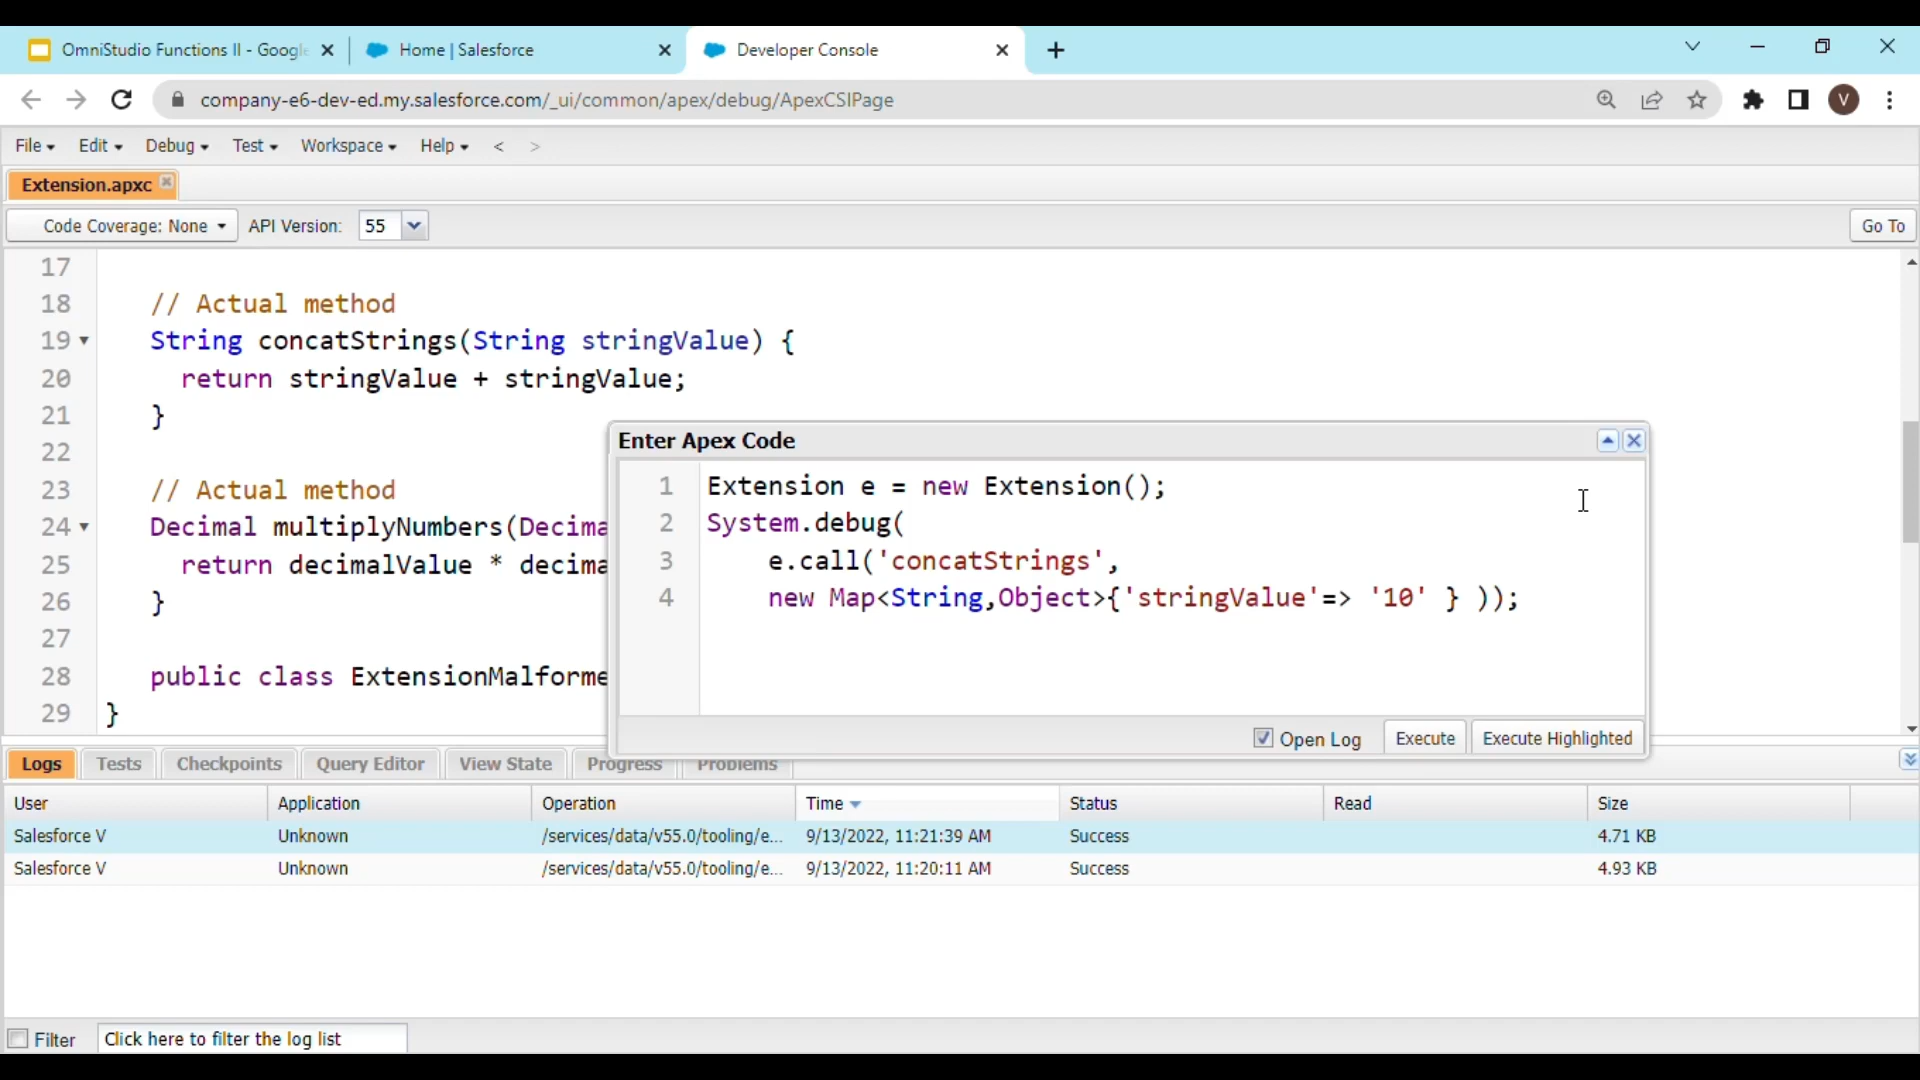 OmniStudio Functions II - Googl
Home | Salesforce
Developer Console
company-e6-dev-ed.my.salesforce.com/_ui/common/apex/debug/ApexCSIPage
V
File Edit Debug Test Workspace Help < >
Extension.apxc
Code Coverage: None API Version: 55 Go To
17
18 // Actual method
19 String concatStrings(String stringValue) {
20 return stringValue + stringValue;
21 }
22
23 // Actual method
24 Decimal multiplyNumbers(Decima
25 return decimalValue * decima
26 }
27
28 public class ExtensionMalforme
29 }
Enter Apex Code
1 Extension e = new Extension();
2 System.debug(
3 e.call('concatStrings',
4 new Map<String,Object>{'stringValue'=> '10' } ));
Open Log Execute Execute Highlighted
Logs Tests Checkpoints Query Editor View State Progress Problems
User Application Operation Time Status Read Size
Salesforce V Unknown /services/data/v55.0/tooling/e... 9/13/2022, 11:21:39 AM Success 4.71 KB
Salesforce V Unknown /services/data/v55.0/tooling/e... 9/13/2022, 11:20:11 AM Success 4.93 KB
Filter Click here to filter the log list